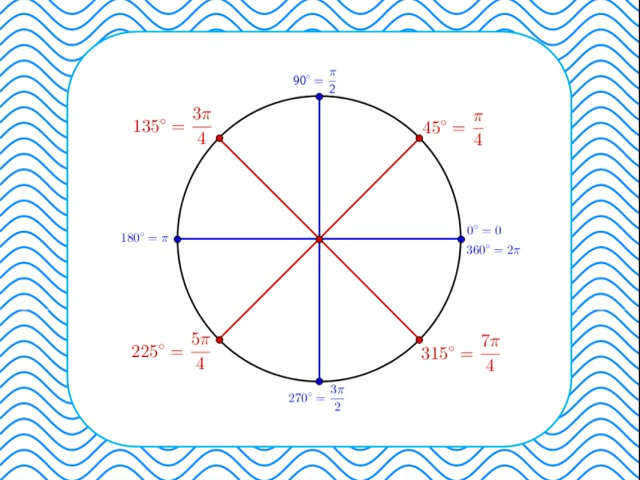 90° = π/2
135° = 3π/4
45° = π/4
180° = π
0° = 0
360° = 2π
225° = 5π/4
315° = 7π/4
270° = 3π/2